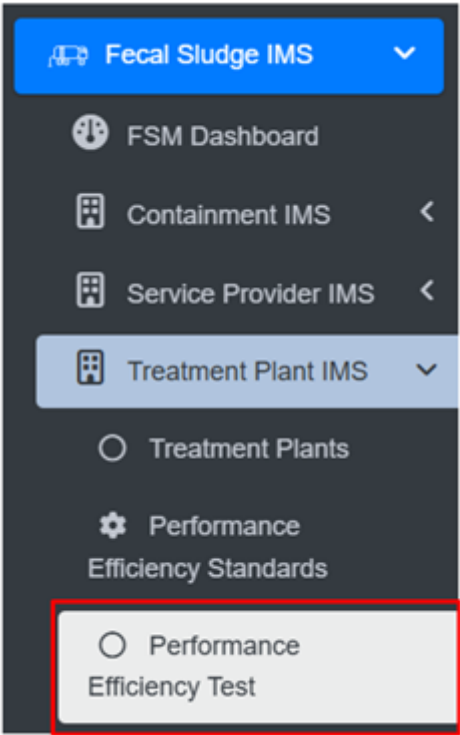 Fecal Sludge IMS
FSM Dashboard
Containment IMS
Service Provider IMS
Treatment Plant IMS
Treatment Plants
Performance
Efficiency Standards
Performance
Efficiency Test